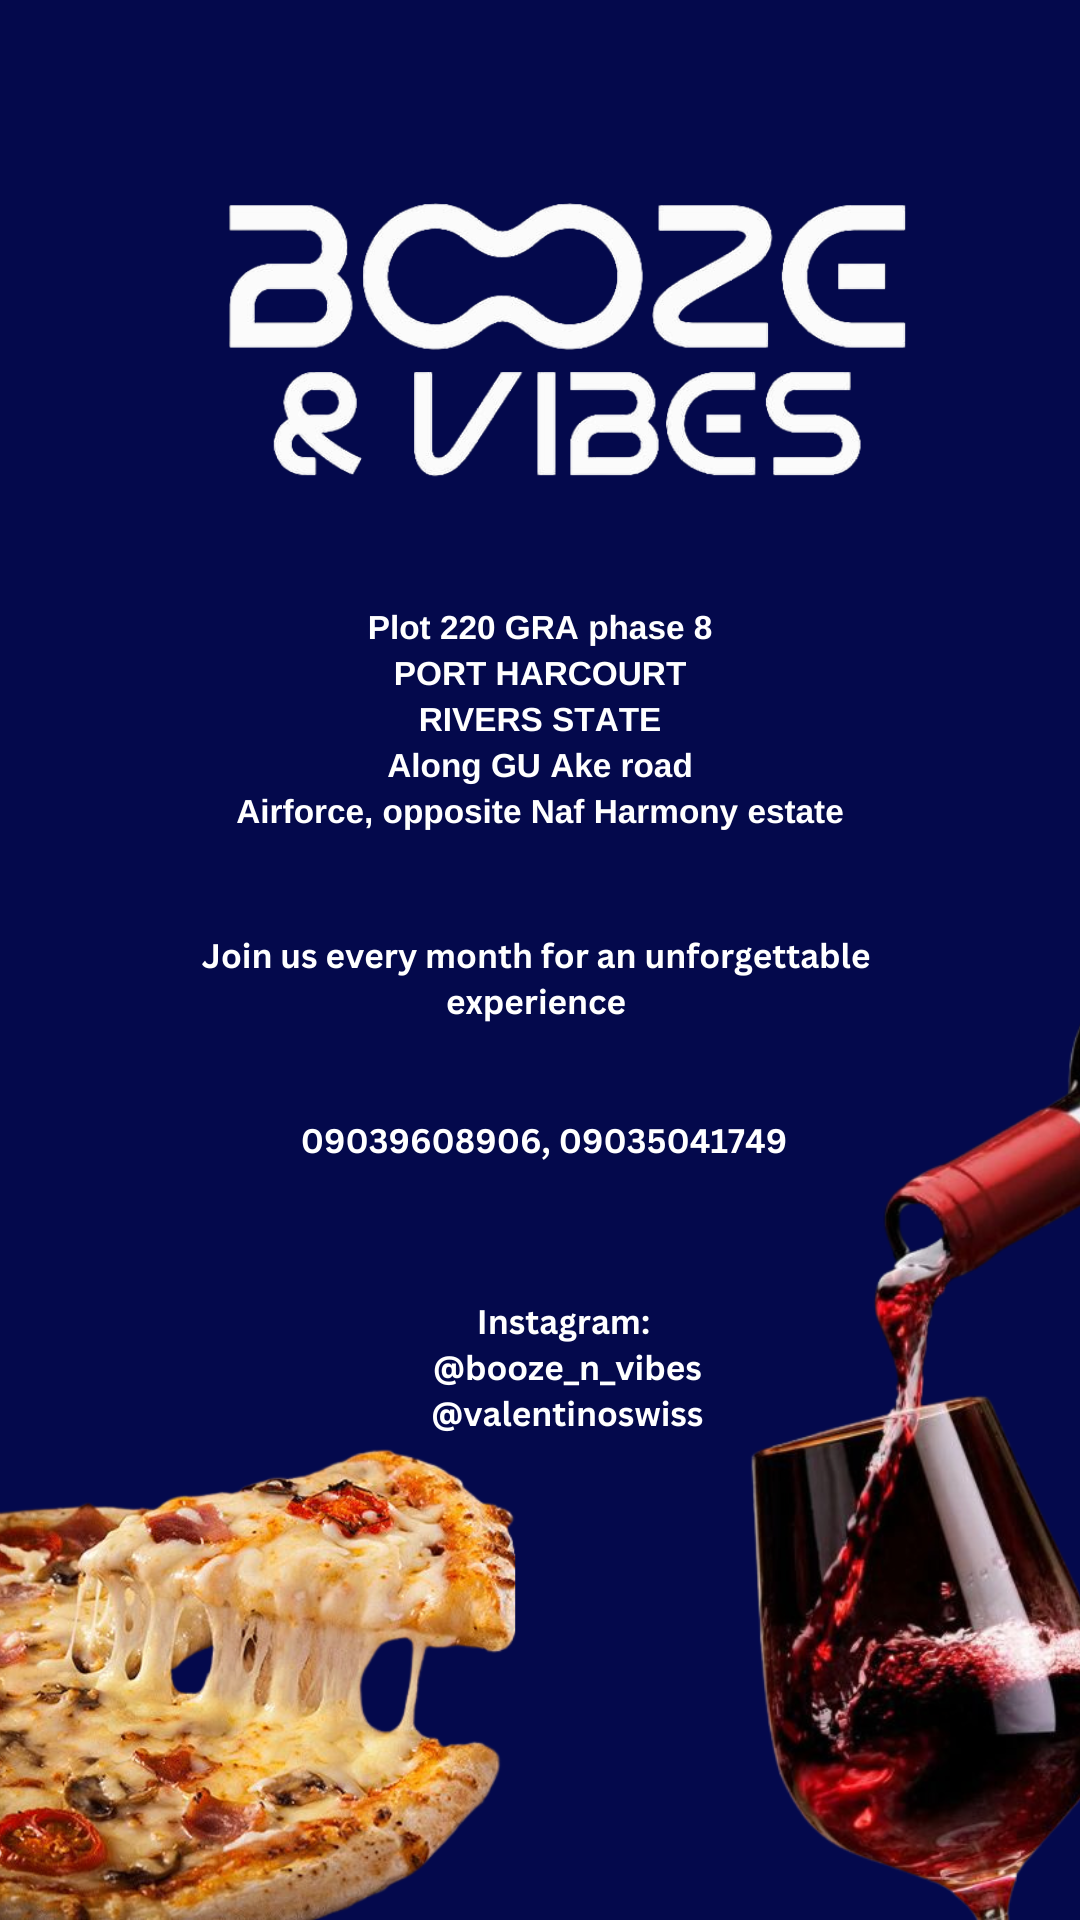 BOOZE
& VIBES
Plot 220 GRA phase 8
PORT HARCOURT
RIVERS STATE
Along GU Ake road
Airforce, opposite Naf Harmony estate
Join us every month for an unforgettable
experience
09039608906, 09035041749
Instagram:
@booze_n_vibes
@valentinoswiss